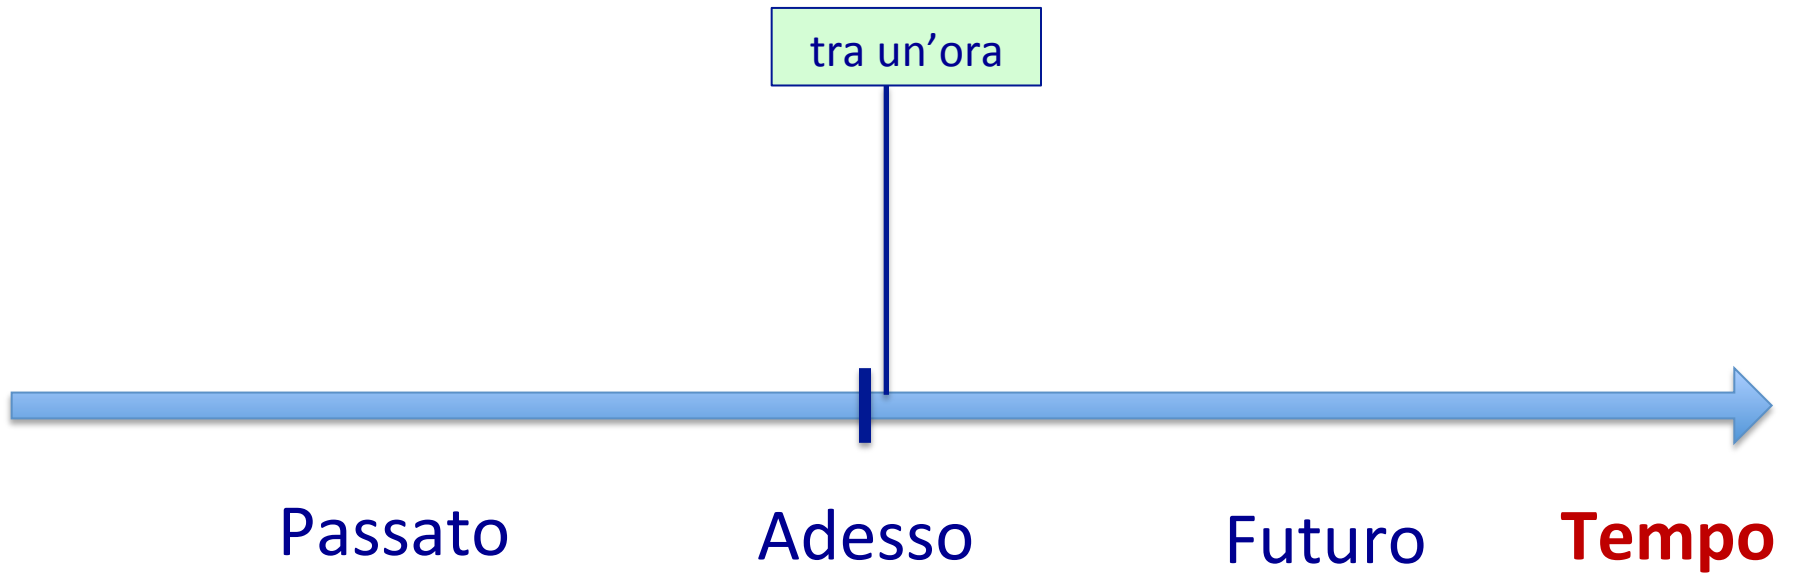 tra un’ora
Passato
Adesso
Futuro
Tempo